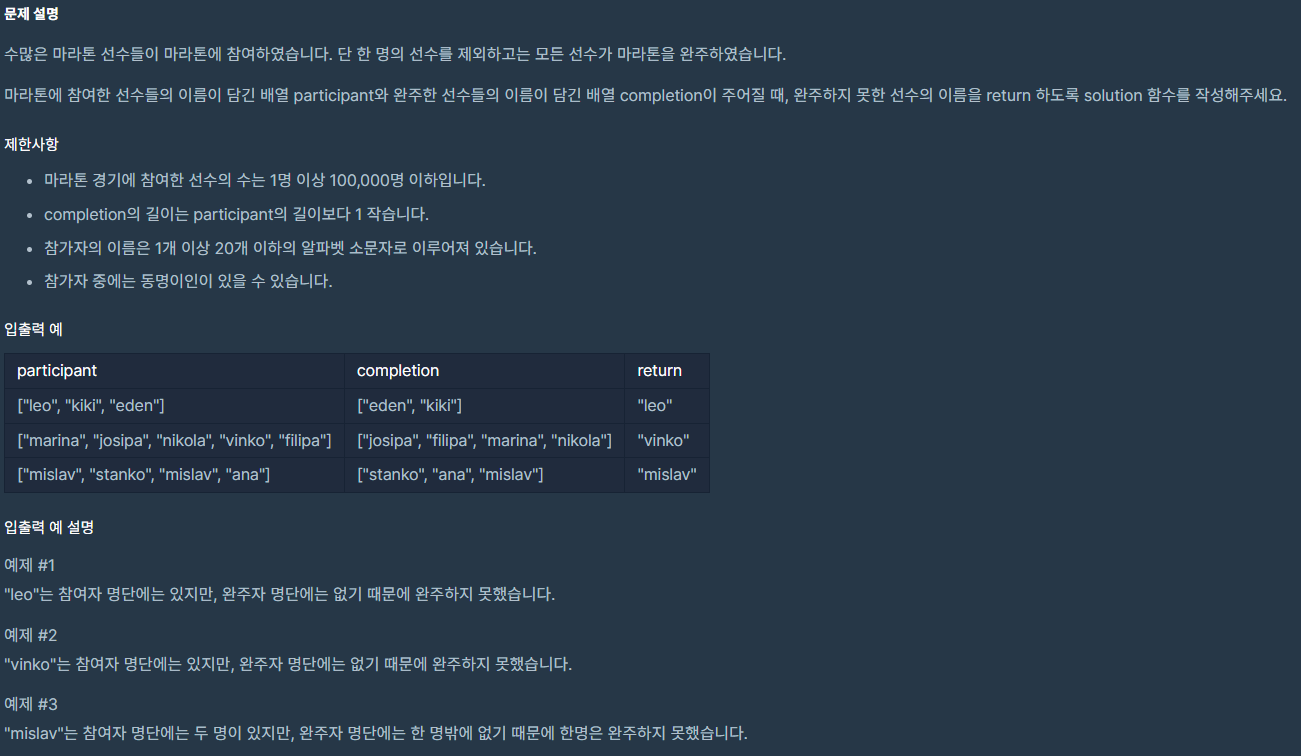 문제 설명
수많은 마라톤 선수들이 마라톤에 참여하였습니다. 단 한 명의 선수를 제외하고는 모든 선수가 마라톤을 완주하였습니다.
마라톤에 참여한 선수들의 이름이 담긴 배열 participant와 완주한 선수들의 이름이 담긴 배열 completion이 주어질 때, 완주하지 못한 선수의 이름을 return 하도록 solution 함수를 작성해주세요.
제한사항
• 마라톤 경기에 참여한 선수의 수는 1명 이상 100,000명 이하입니다.
• completion의 길이는 participant의 길이보다 1 작습니다.
• 참가자의 이름은 1개 이상 20개 이하의 알파벳 소문자로 이루어져 있습니다.
• 참가자 중에는 동명이인이 있을 수 있습니다.
입출력 예
participant completion return
["leo", "kiki", "eden"] ["eden", "kiki"] "leo"
["marina", "josipa", "nikola", "vinko", "filipa"] ["josipa", "filipa", "marina", "nikola"] "vinko"
["mislav", "stanko", "mislav", "ana"] ["stanko", "ana", "mislav"] "mislav"
입출력 예 설명
예제 #1
"leo"는 참여자 명단에는 있지만, 완주자 명단에는 없기 때문에 완주하지 못했습니다.
예제 #2
"vinko"는 참여자 명단에는 있지만, 완주자 명단에는 없기 때문에 완주하지 못했습니다.
예제 #3
"mislav"는 참여자 명단에는 두 명이 있지만, 완주자 명단에는 한 명밖에 없기 때문에 한명은 완주하지 못했습니다.